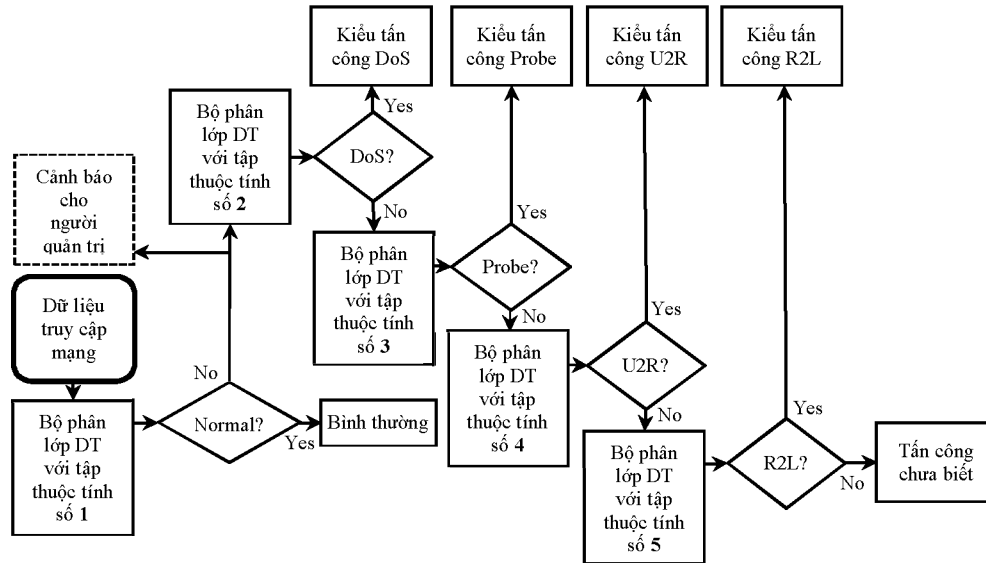 Kiểu tấn
công DoS
Kiểu tấn
công Probe
Kiểu tấn
công U2R
Kiểu tấn
công R2L
Yes
Bộ phân
lớp DT
với tập
thuộc tính
số 2
DoS?
No
Cảnh báo
cho
người
quản trị
Yes
Bộ phân
lớp DT
với tập
thuộc tính
số 3
Probe?
No
Dữ liệu
truy cập
mạng
Yes
Bộ phân
lớp DT
với tập
thuộc tính
số 4
U2R?
No
No
Bộ phân
lớp DT
với tập
thuộc tính
số 1
Normal?
Yes
Bình thường
Yes
Bộ phân
lớp DT
với tập
thuộc tính
số 5
R2L?
No
Tấn công
chưa biết